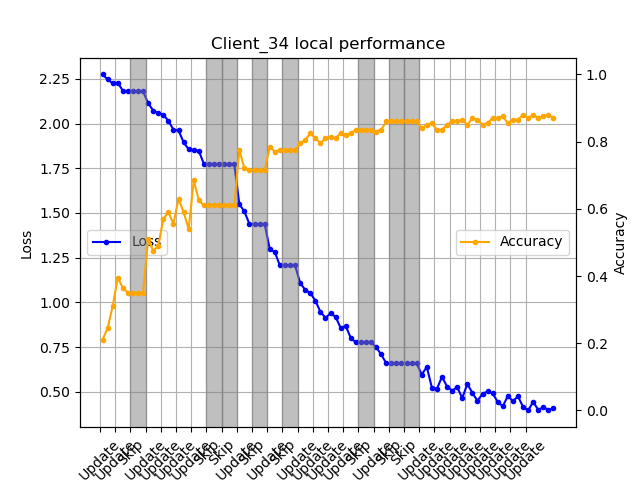 Client_34 local performance
2.25
2.00
1.75
1.50
1.25
1.00
0.75
0.50
Loss
Loss
Accuracy
1.0
0.8
0.6
0.4
0.2
0.0
Accuracy
Update
Update
Skip
Update
Update
Update
Update
Skip
Skip
Update
Skip
Update
Skip
Update
Update
Update
Update
Skip
Update
Skip
Skip
Update
Update
Update
Update
Update
Update
Update
Update